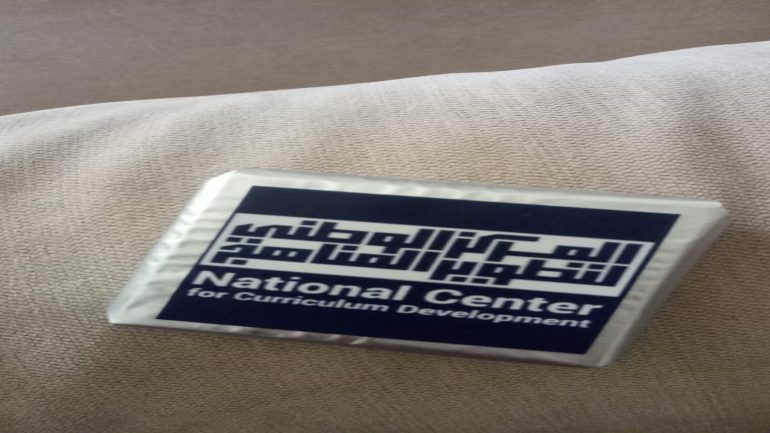 المركز الوطني
لتطوير المناهج
National Center
for Curriculum Development